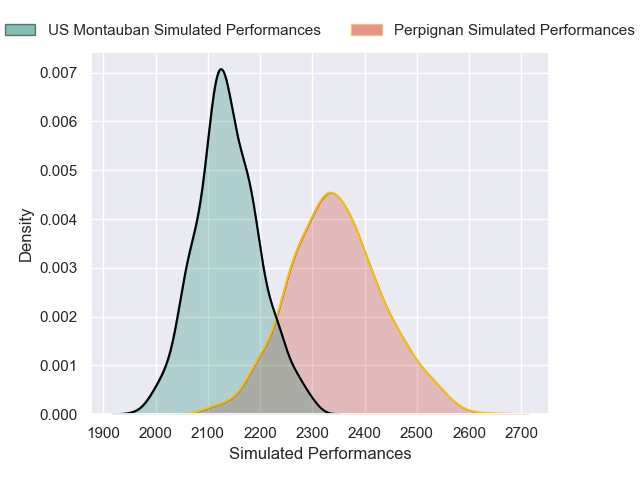 US Montauban Simulated Performances Perpignan Simulated Performances
0.007
0.006
0.005
0.004
0.003
0.002
0.001
0.000
Density
1900 2000 2100 2200 2300 2400 2500 2600 2700
Simulated Performances